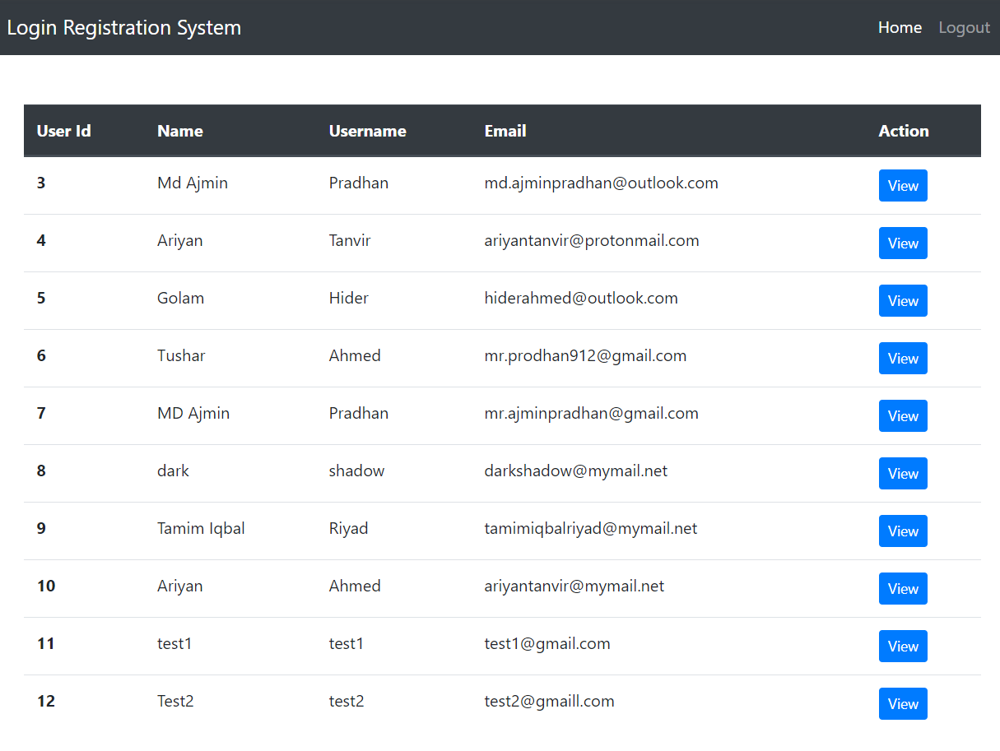 Login Registration System Home Logout
User Id Name Username Email Action
3 Md Ajmin Pradhan md.ajminpradhan@outlook.com View
4 Ariyan Tanvir ariyantanvir@protonmail.com View
5 Golam Hider hiderahmed@outlook.com View
6 Tushar Ahmed mr.prodhan912@gmail.com View
7 MD Ajmin Pradhan mr.ajminpradhan@gmail.com View
8 dark shadow darkshadow@mymail.net View
9 Tamim Iqbal Riyad tamimiqbalriyad@mymail.net View
10 Ariyan Ahmed ariyantanvir@mymail.net View
11 test1 test1 test1@gmail.com View
12 Test2 test2 test2@gmaill.com View